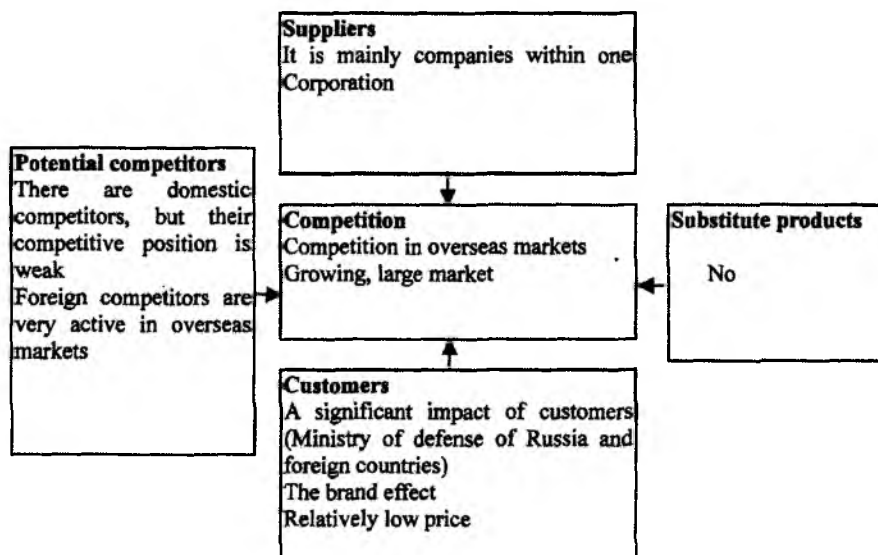 Suppliers
It is mainly companies within one
Corporation
Potential competitors
There are domestic
competitors, but their
competitive position is
weak
Foreign competitors are
very active in overseas
markets
Competition
Competition in overseas markets
Growing, large market
Substitute products
No
Customers
A significant impact of customers
(Ministry of defense of Russia and
foreign countries)
The brand effect
Relatively low price